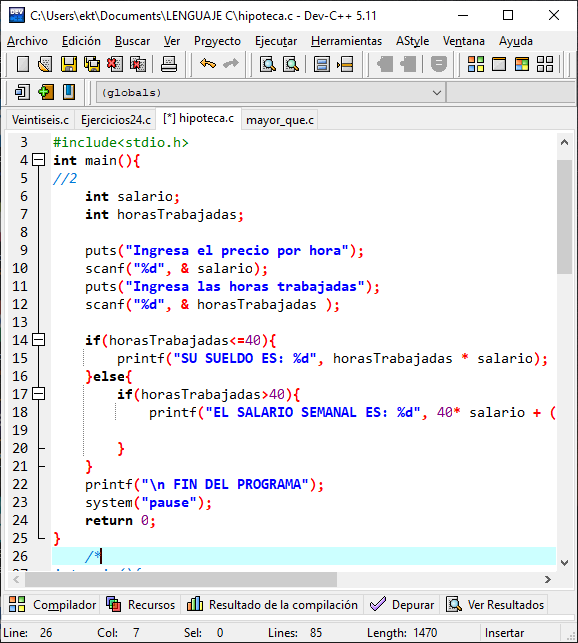 C:\Users\ekt\Documents\LENGUAJE C\hipoteca.c - Dev-C++ 5.11
Archivo Edición Buscar Ver Proyecto Ejecutar Herramientas AStyle Ventana Ayuda
(globals)
Veintiseis.c Ejercicios24.c [*] hipoteca.c mayor_que.c
3 #include<stdio.h>
4 int main(){
5 //2
6 int salario;
7 int horasTrabajadas;
8
9 puts("Ingresa el precio por hora");
10 scanf("%d", & salario);
11 puts("Ingresa las horas trabajadas");
12 scanf("%d", & horasTrabajadas );
13
14 if(horasTrabajadas<=40){
15 printf("SU SUELDO ES: %d", horasTrabajadas * salario);
16 }else{
17 if(horasTrabajadas>40){
18 printf("EL SALARIO SEMANAL ES: %d", 40* salario + (
19
20 }
21 }
22 printf("\n FIN DEL PROGRAMA");
23 system("pause");
24 return 0;
25 }
26 /*
Compilador Recursos Resultado de la compilación Depurar Ver Resultados
Line: 26 Col: 7 Sel: 0 Lines: 85 Length: 1470 Insertar